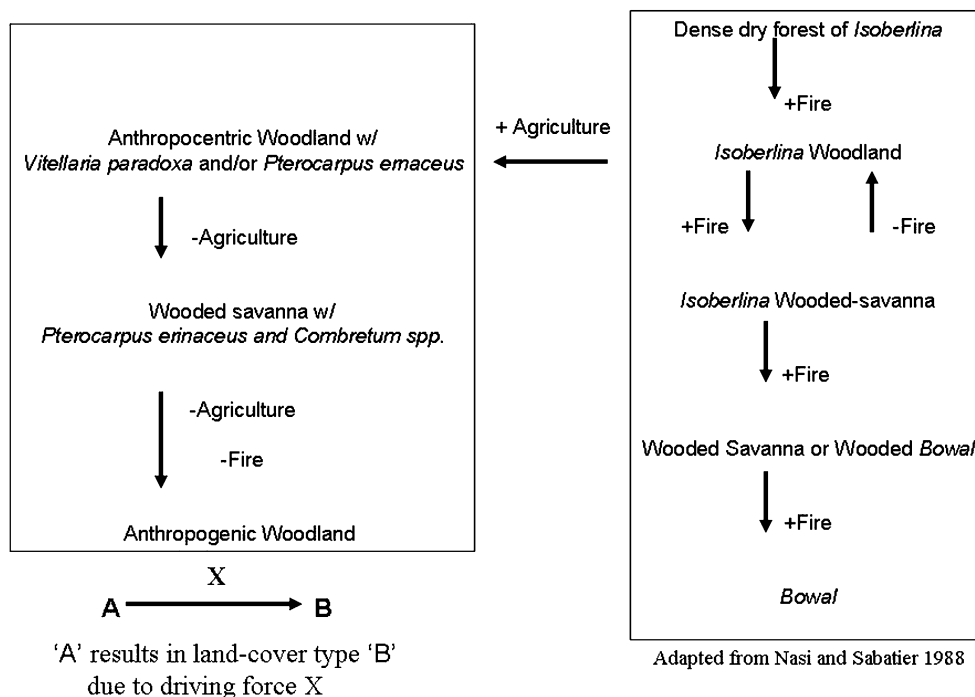 Anthropocentric Woodland w/
Vitellaria paradoxa and/or Pterocarpus ernaceus
-Agriculture
Wooded savanna w/
Pterocarpus erinaceus and Combretum spp.
-Agriculture
-Fire
Anthropogenic Woodland
+ Agriculture
Dense dry forest of Isoberlina
+Fire
Isoberlina Woodland
+Fire
-Fire
Isoberlina Wooded-savanna
+Fire
Wooded Savanna or Wooded Bowal
+Fire
Bowal
X
A B
‘A’ results in land-cover type ‘B’
due to driving force X
Adapted from Nasi and Sabatier 1988